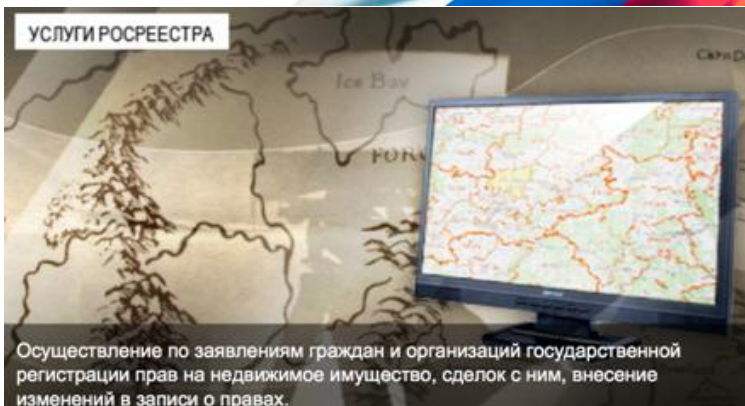 УСЛУГИ РОСРЕЕСТРА
Ice Bay
Осуществление по заявлениям граждан и организаций государственной
регистрации прав на недвижимое имущество, сделок с ним, внесение
изменений в записи о правах.